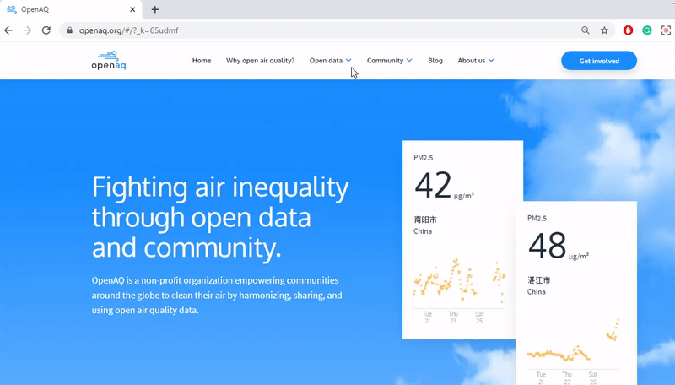 OpenAQ
openaq.org/#/?_k=65udmf
openaq
Home Why open air quality? Open data Community Blog About us Get involved
Fighting air inequality
through open data
and community.
OpenAQ is a non-profit organization empowering communities
around the globe to clean their air by harmonizing, sharing, and
using open air quality data.
PM2.5
42 µg/m³
China
Tue Thu Sat
21 23 25
PM2.5
48 µg/m³
湛江市
China
Tue Thu Sat
21 23 25